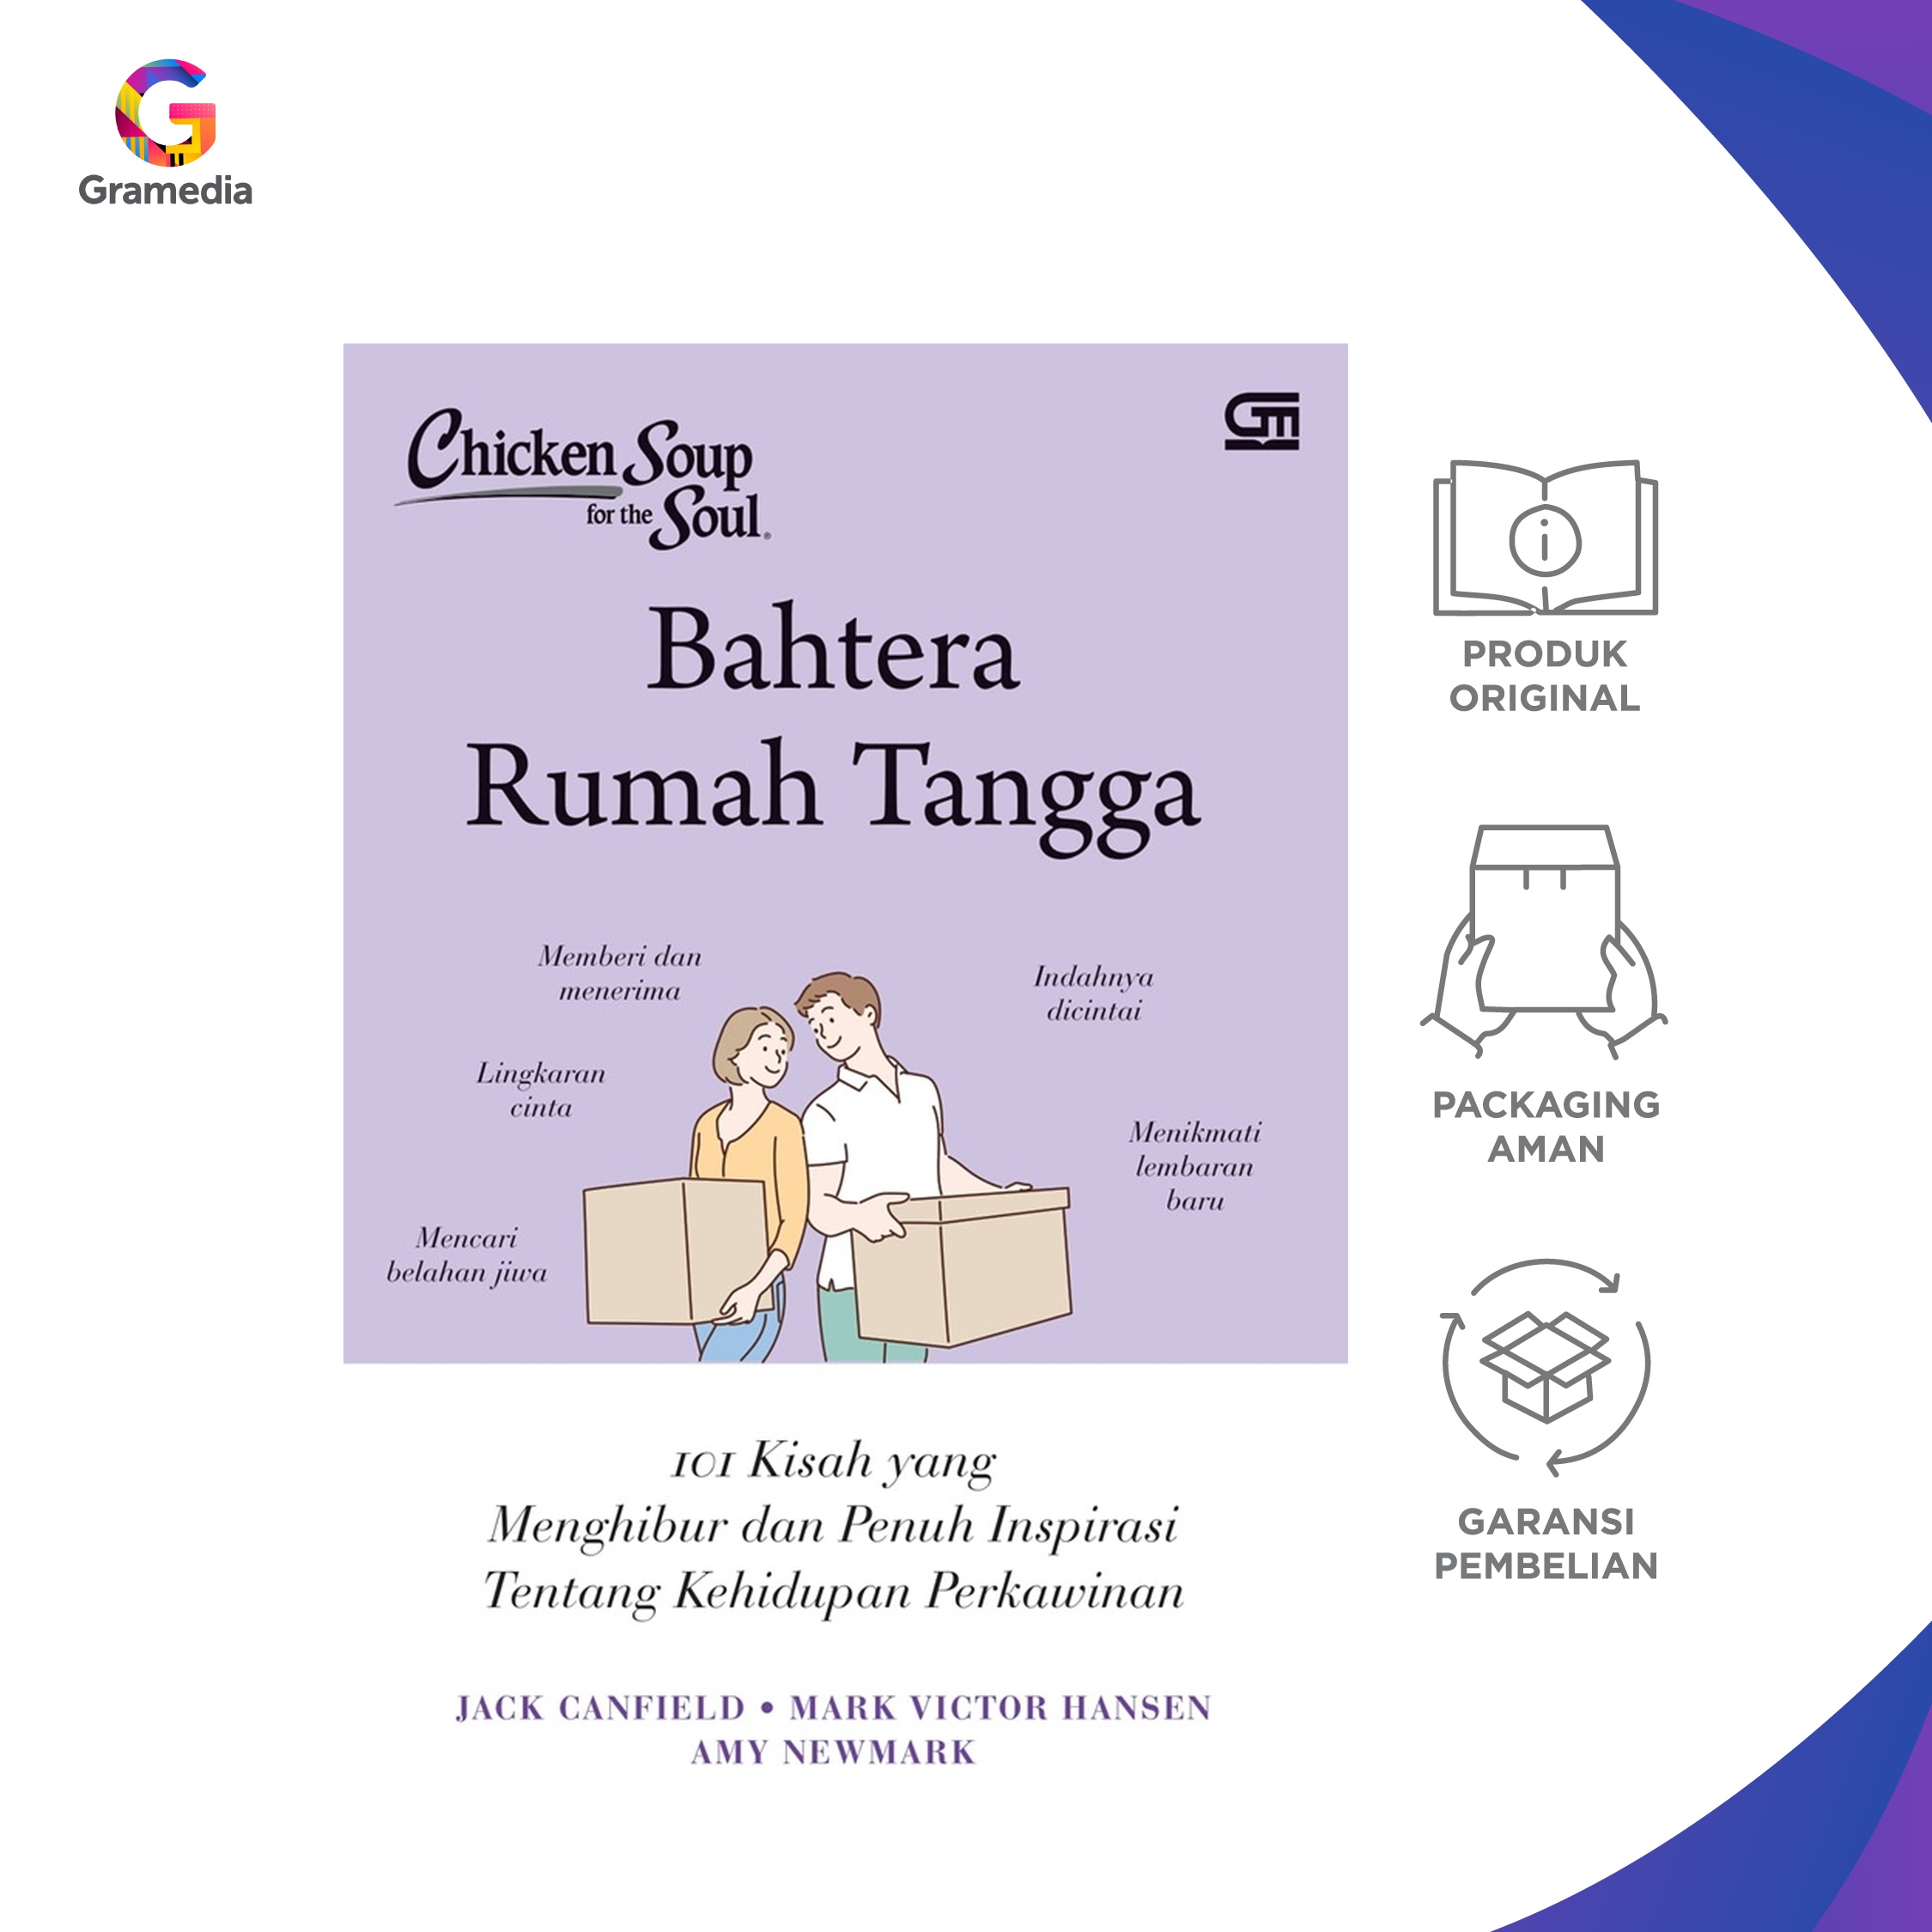 Gramedia
Chicken Soup
for the Soul®
GM
Bahtera
Rumah Tangga
Memberi dan
menerima
Indahnya
dicintai
Lingkaran
cinta
Menikmati
lembaran
baru
Mencari
belahan jiwa
101 Kisah yang
Menghibur dan Penuh Inspirasi
Tentang Kehidupan Perkawinan
JACK CANFIELD • MARK VICTOR HANSEN
AMY NEWMARK
PRODUK
ORIGINAL
PACKAGING
AMAN
GARANSI
PEMBELIAN